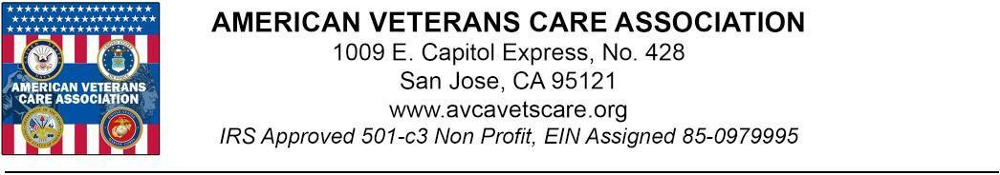 AMERICAN VETERANS CARE ASSOCIATION
1009 E. Capitol Express, No. 428
San Jose, CA 95121
www.avcavetscare.org
IRS Approved 501-c3 Non Profit, EIN Assigned 85-0979995
AMERICAN VETERANS
CARE ASSOCIATION